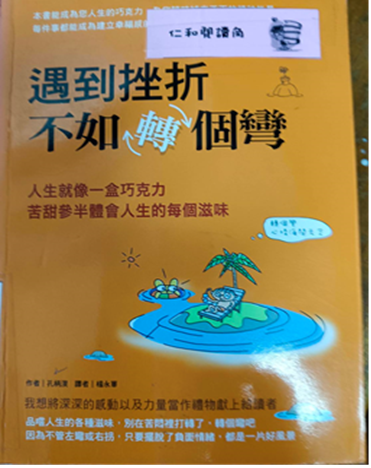 本書能成為您人生的巧克力
每件事都能成為建立幸福
仁和閱讀角
遇到挫折
不如轉個彎
人生就像一盒巧克力
苦甜參半體會人生的每個滋味
轉個彎
心情海闊天空
作者 譯者 楊永華
我想將深深的感動以及力量當作禮物獻上給讀者
品嚐人生的各種滋味,別在苦悶裡打轉了,轉個彎吧
因為不管左彎或右拐,只要擺脫了負面情緒,都是一片好風景